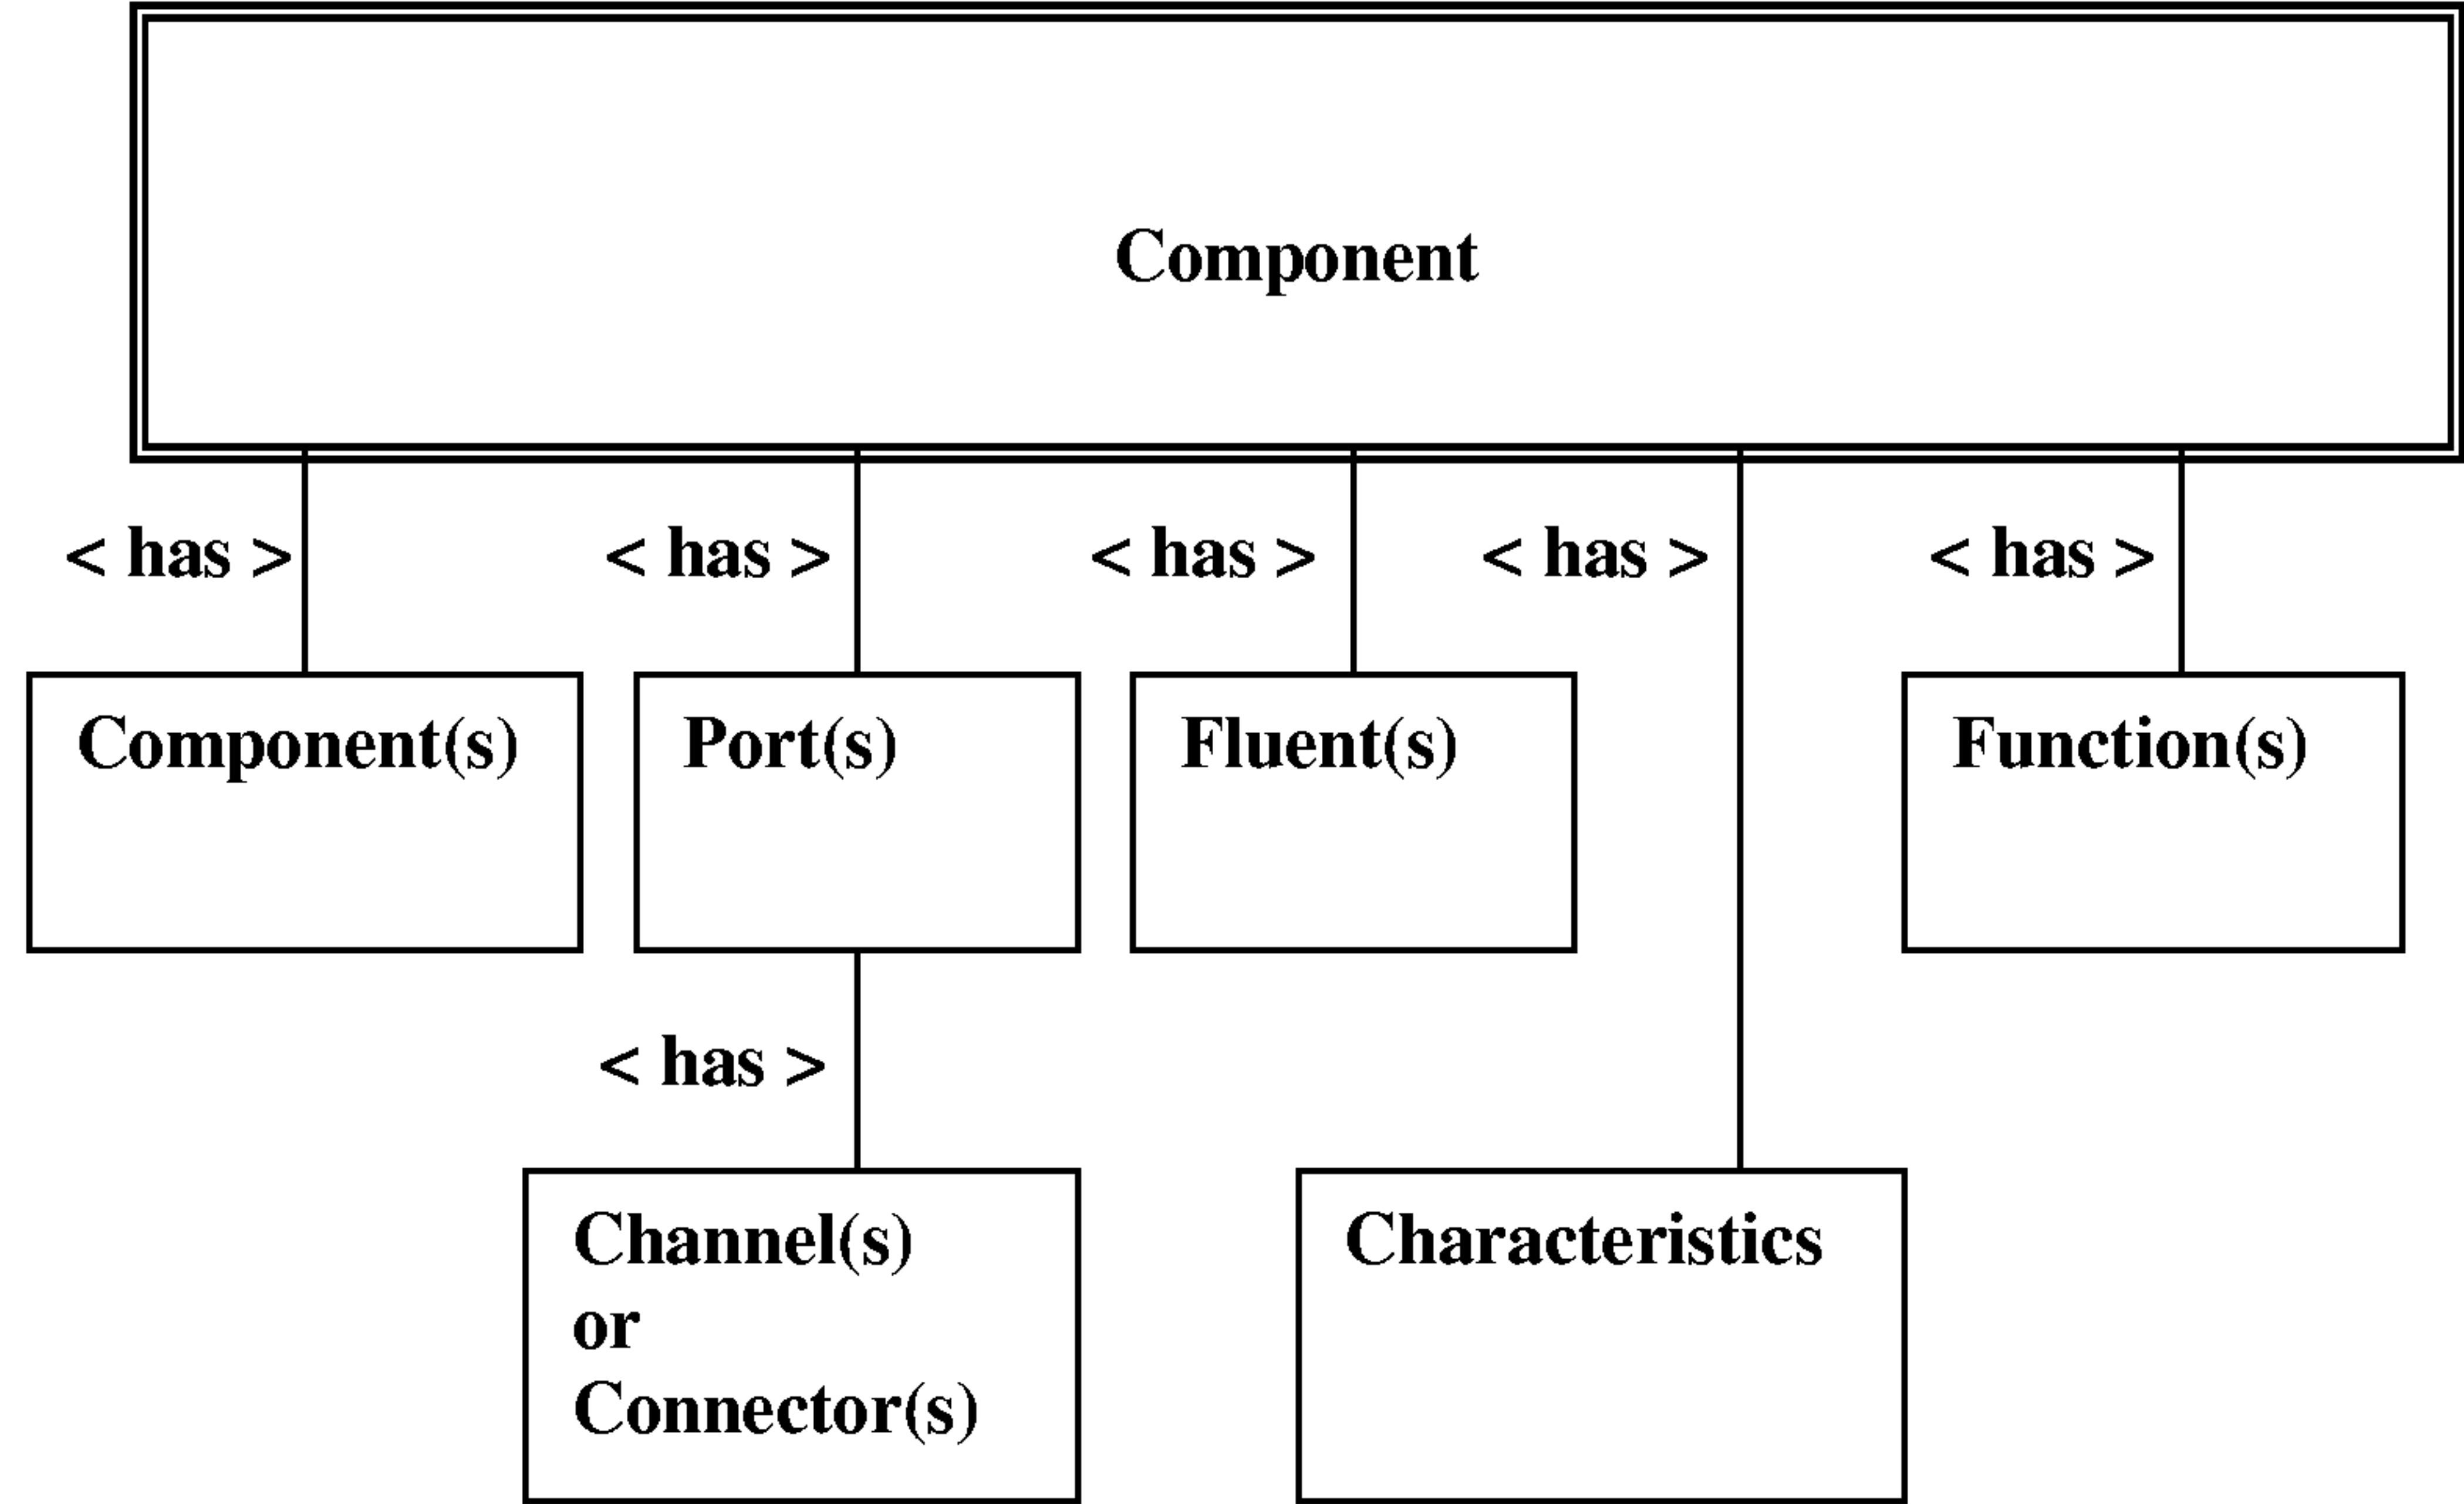 Component
< has >
< has >
< has >
< has >
< has >
Component(s)
Port(s)
Fluent(s)
Function(s)
< has >
Channel(s)
or
Connector(s)
Characteristics